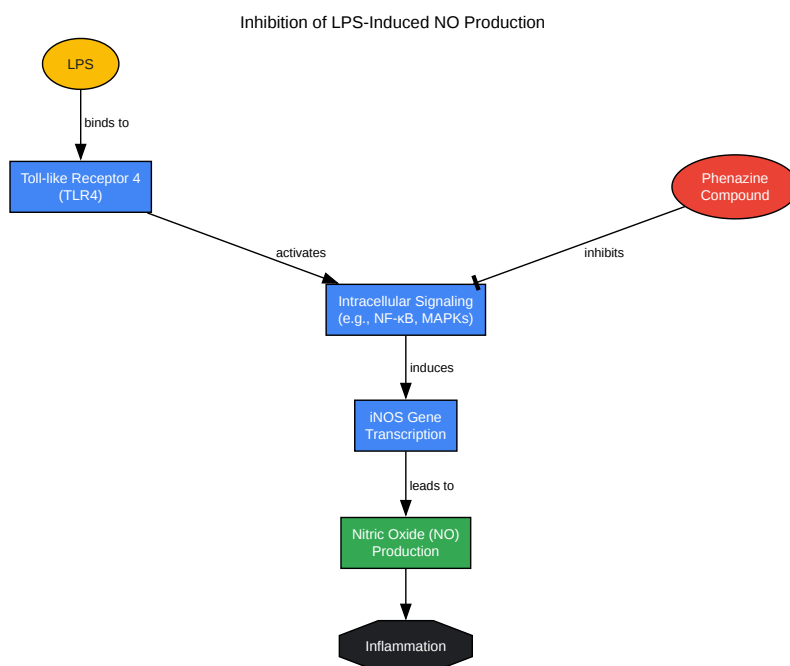 Inhibition of LPS-Induced NO Production
LPS
binds to
Toll-like Receptor 4
(TLR4)
Phenazine
Compound
activates
inhibits
Intracellular Signaling
(e.g., NF-κB, MAPKs)
induces
iNOS Gene
Transcription
leads to
Nitric Oxide (NO)
Production
Inflammation